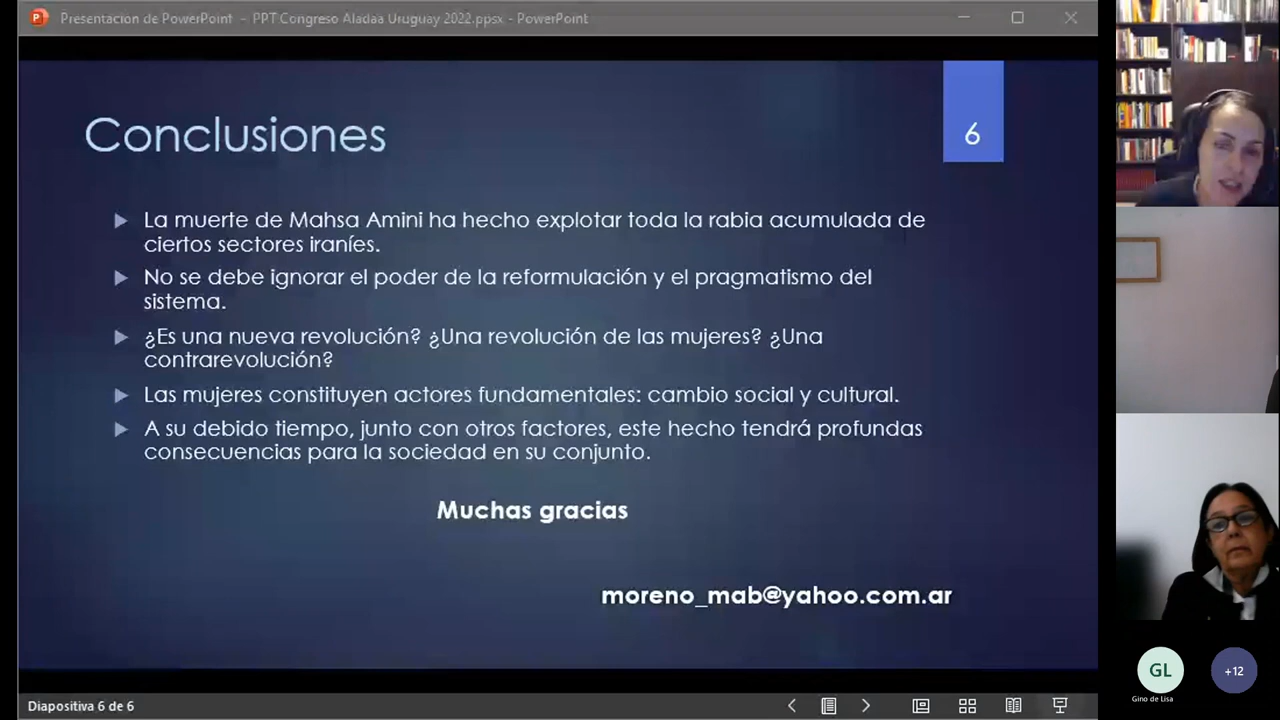 Presentación de PowerPoint - PPT Congreso Aladaa Uruguay 2022.ppsx - PowerPoint
Conclusiones
6
La muerte de Mahsa Amini ha hecho explotar toda la rabia acumulada de
ciertos sectores iraníes.
No se debe ignorar el poder de la reformulación y el pragmatismo del
sistema.
¿Es una nueva revolución? ¿Una revolución de las mujeres? ¿Una
contrarevolución?
Las mujeres constituyen actores fundamentales: cambio social y cultural.
A su debido tiempo, junto con otros factores, este hecho tendrá profundas
consecuencias para la sociedad en su conjunto.
Muchas gracias
moreno_mab@yahoo.com.ar
GL
+12
Gino de Lisa
Diapositiva 6 de 6